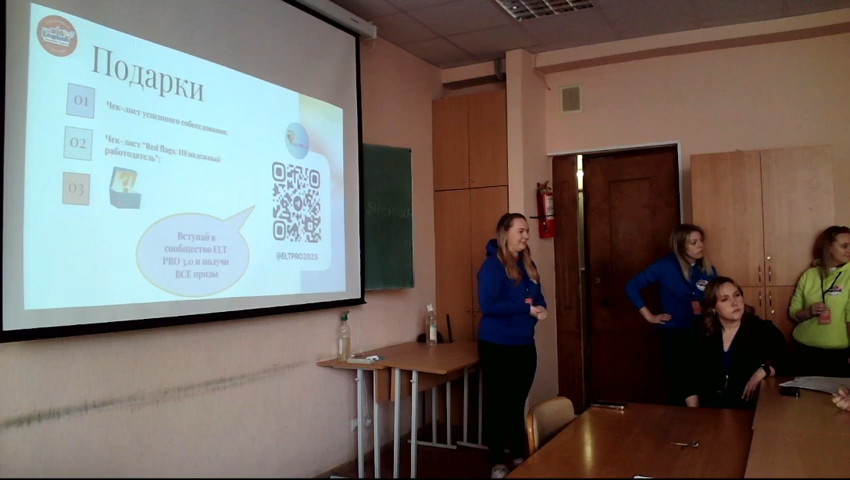 Подарки
01
Чек-лист успешного собеседования;
02
Чек-лист "Red flags: НЕнадежный
работодатель";
03
Вступай в
сообщество ELT
PRO 3.0 и получи
ВСЕ призы
@ELTPRO2023